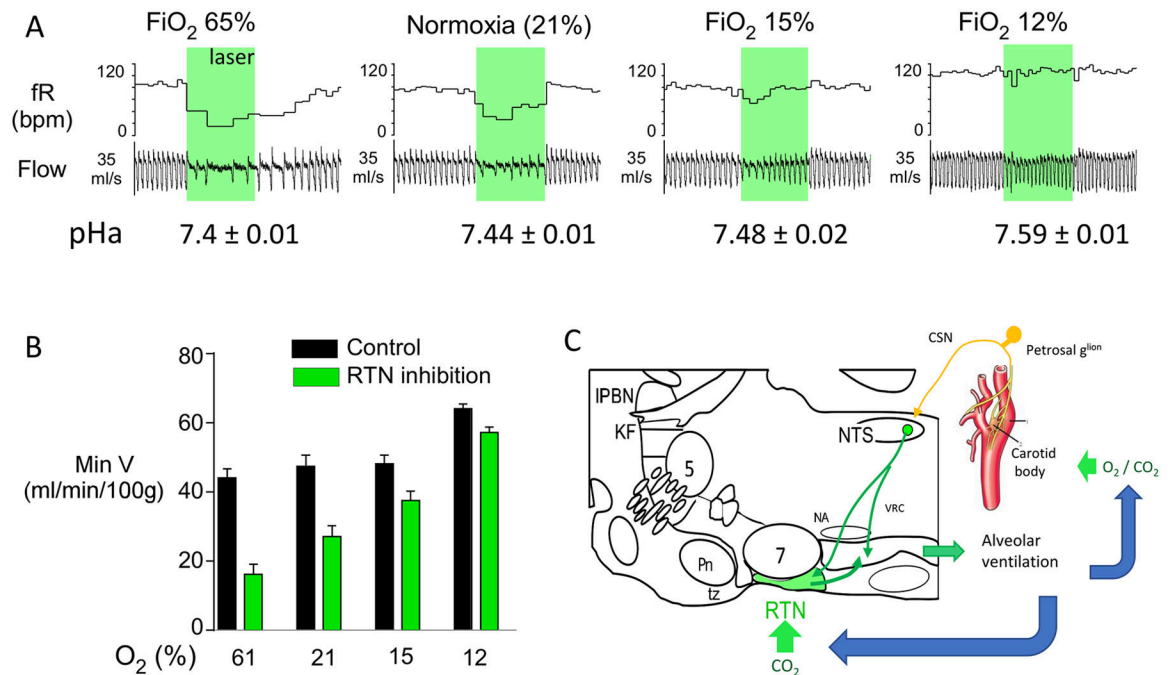 A
FiO2 65%
Normoxia (21%)
FiO2 15%
FiO2 12%
laser
fR
(bpm)
120
0
120
0
120
0
120
0
Flow
35
ml/s
35
ml/s
35
ml/s
35
ml/s
pHa
7.4 ± 0.01
7.44 ± 0.01
7.48 ± 0.02
7.59 ± 0.01
B
Control
RTN inhibition
Min V
(ml/min/100g)
80
60
40
20
0
O2 (%)
61
21
15
12
C
CSN
Petrosal glion
lPBN
KF
5
NTS
Carotid
body
O2 / CO2
NA
VRC
7
Pn
tz
Alveolar
ventilation
RTN
CO2